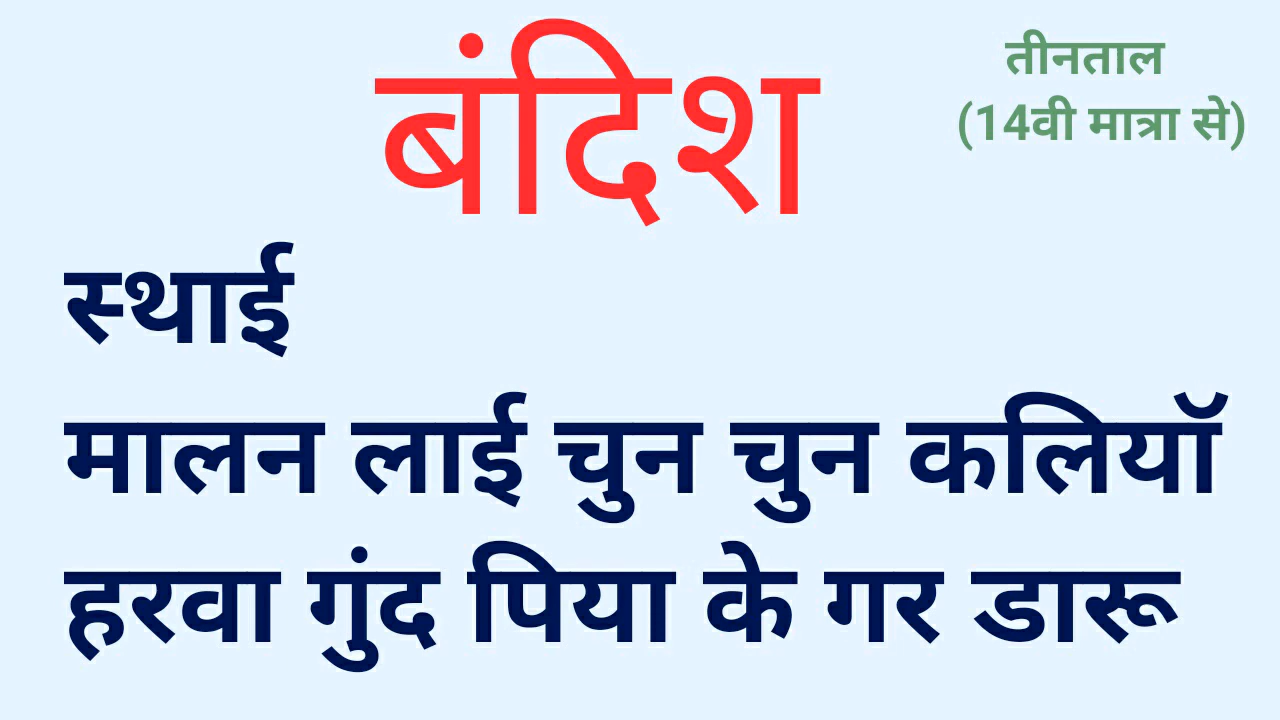 बंदिश
तीनताल
(14वी मात्रा से)
स्थाई
मालन लाई चुन चुन कलियॉ
हरवा गुंद पिया के गर डारू